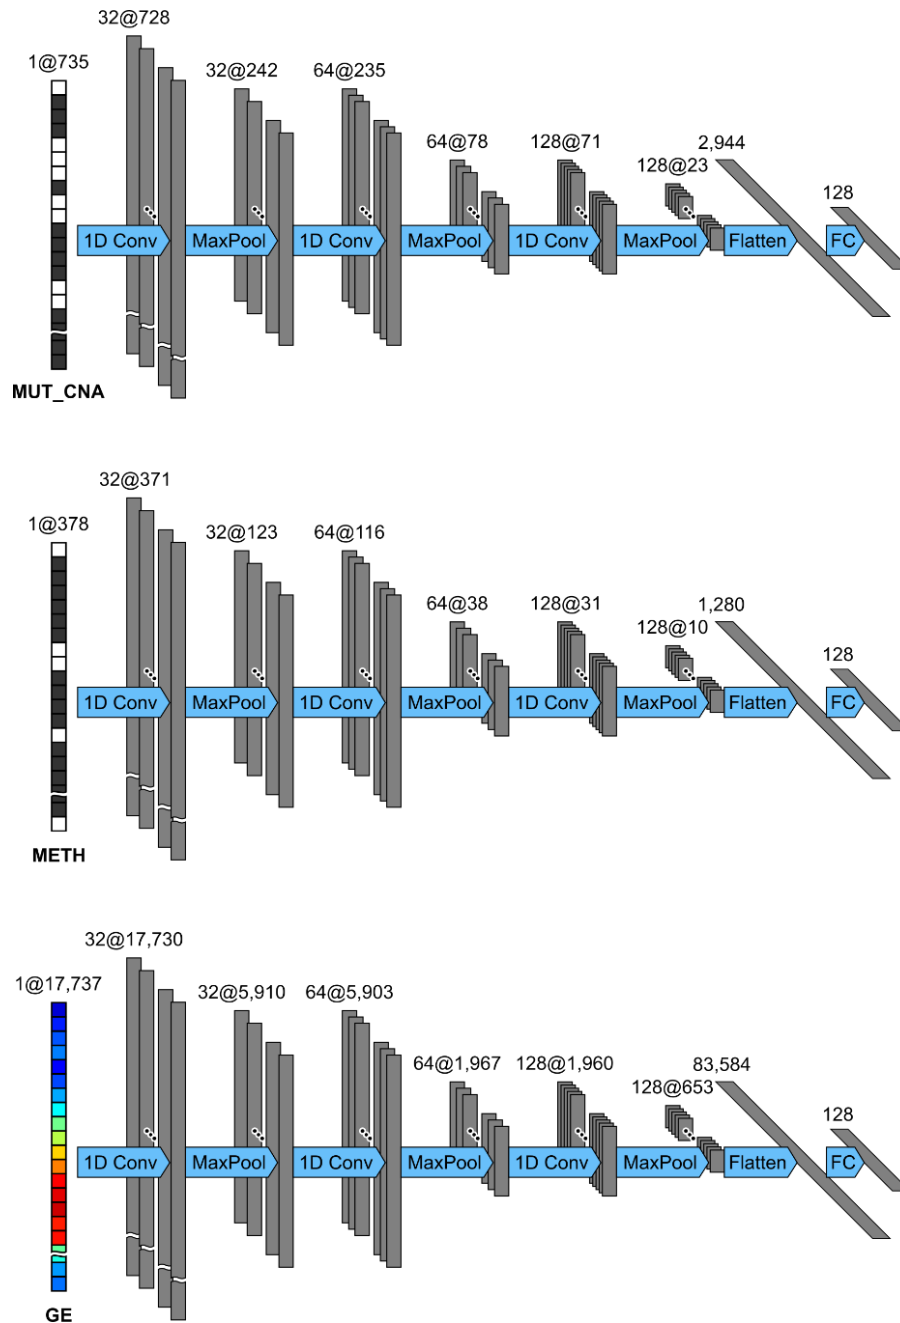 32@728
1@735
32@242
64@235
64@78
128@71
128@23
2,944
128
1D Conv
MaxPool
1D Conv
MaxPool
1D Conv
MaxPool
Flatten
FC
MUT_CNA
32@371
1@378
32@123
64@116
64@38
128@31
128@10
1,280
128
1D Conv
MaxPool
1D Conv
MaxPool
1D Conv
MaxPool
Flatten
FC
METH
32@17,730
1@17,737
32@5,910
64@5,903
64@1,967
128@1,960
128@653
83,584
128
1D Conv
MaxPool
1D Conv
MaxPool
1D Conv
MaxPool
Flatten
FC
GE